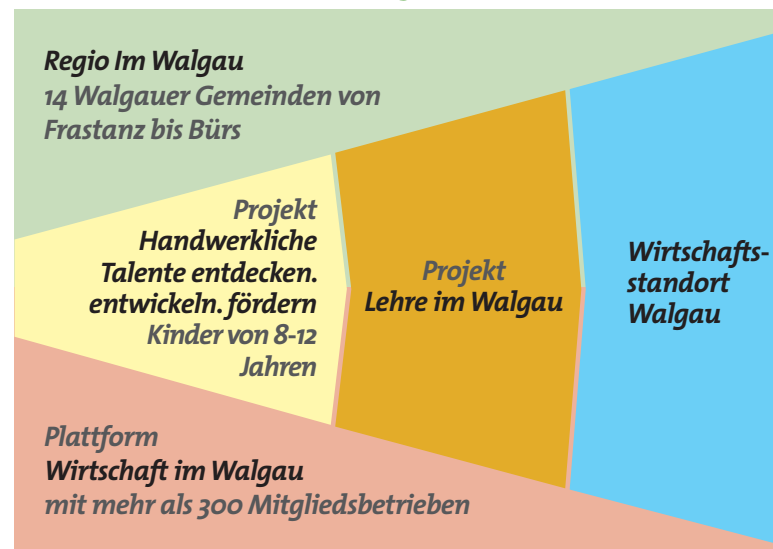 Regio Im Walgau
14 Walgauer Gemeinden von
Frastanz bis Bürs
Projekt
Handwerkliche
Talente entdecken.
entwickeln. fördern
Kinder von 8-12
Jahren
Projekt
Lehre im Walgau
Wirtschafts-
standort
Walgau
Plattform
Wirtschaft im Walgau
mit mehr als 300 Mitgliedsbetrieben